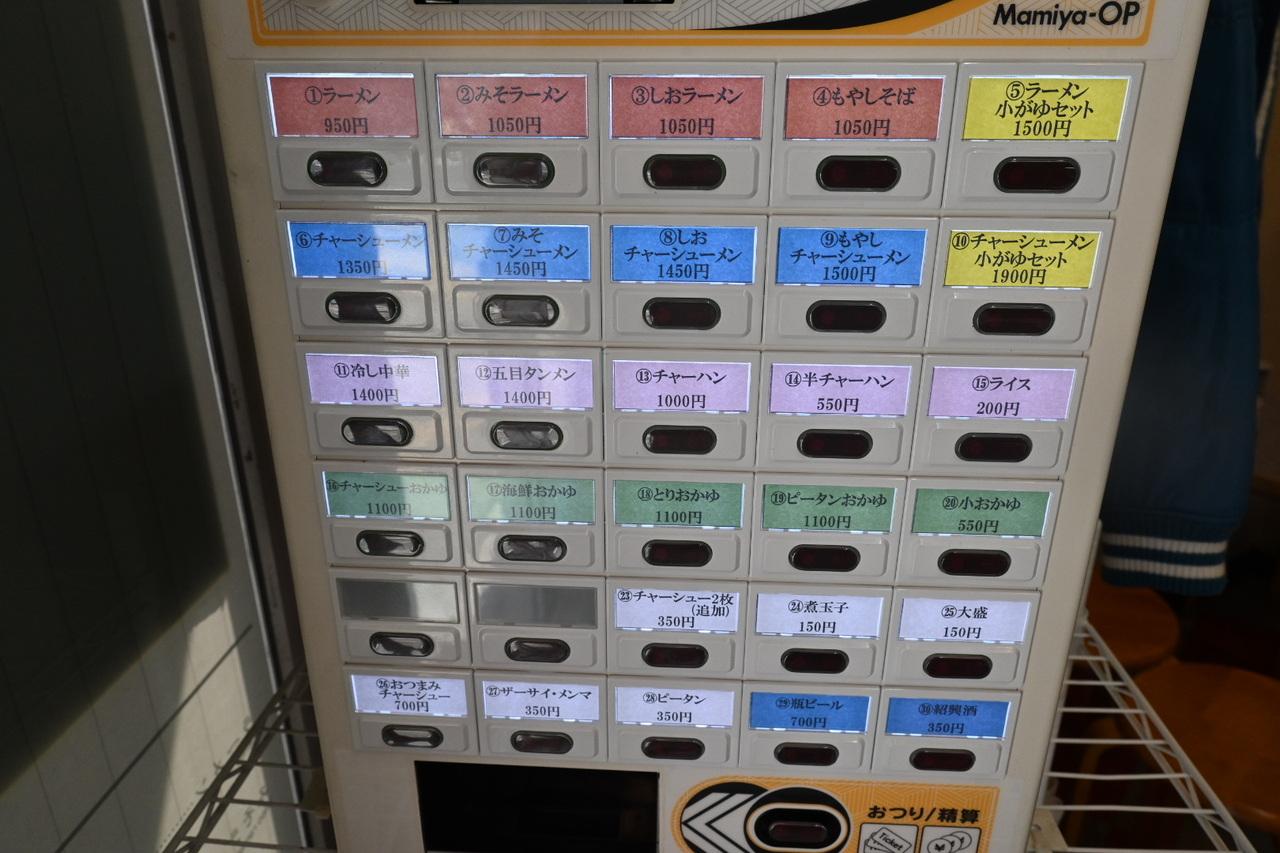 Mamiya-OP
①ラーメン
950円
②みそラーメン
1050円
③しおラーメン
1050円
④もやしそば
1050円
⑤ラーメン
小がゆセット
1500円
⑥チャーシューメン
1350円
⑦みそ
チャーシューメン
1450円
⑧しお
チャーシューメン
1450円
⑨もやし
チャーシューメン
1500円
⑩チャーシューメン
小がゆセット
1900円
⑪冷し中華
1400円
⑫五目タンメン
1400円
⑬チャーハン
1000円
⑭半チャーハン
550円
⑮ライス
200円
⑯チャーシューおかゆ
1100円
⑰海鮮おかゆ
1100円
⑱とりおかゆ
1100円
⑲ピータンおかゆ
1100円
⑳小おかゆ
550円
㉓チャーシュー2枚
(追加)
350円
㉔煮玉子
150円
㉕大盛
150円
㉖おつまみ
チャーシュー
700円
㉗ザーサイ・メンマ
350円
㉘ピータン
350円
㉙瓶ビール
700円
㉚紹興酒
350円
おつり/精算
Ticket
¥